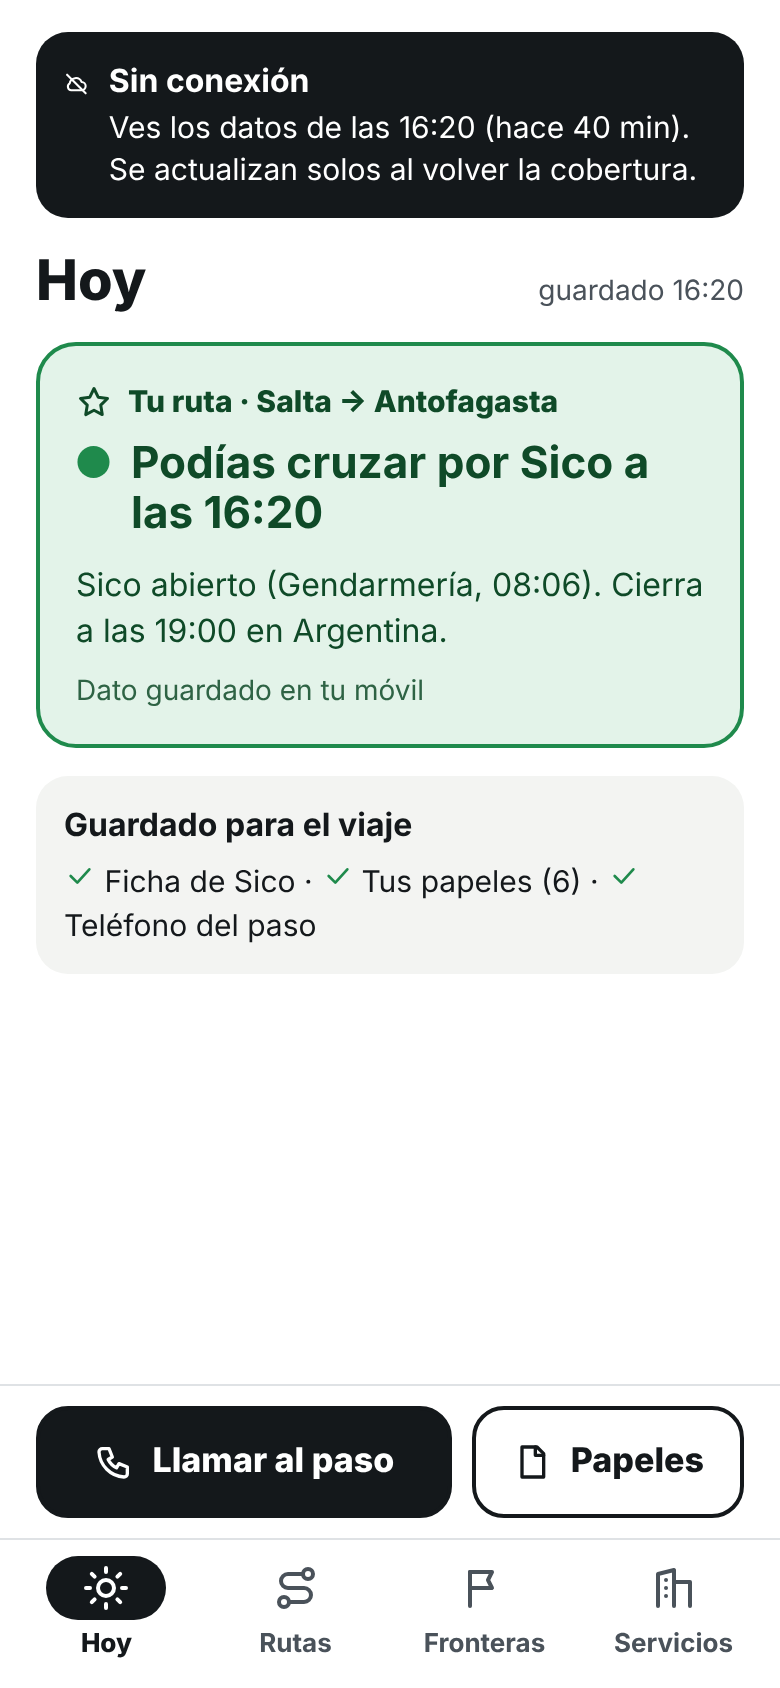 Sin conexión
Ves los datos de las 16:20 (hace 40 min).
Se actualizan solos al volver la cobertura.
Hoy
guardado 16:20
Tu ruta · Salta → Antofagasta
Podías cruzar por Sico a
las 16:20
Sico abierto (Gendarmería, 08:06). Cierra
a las 19:00 en Argentina.
Dato guardado en tu móvil
Guardado para el viaje
✓ Ficha de Sico · ✓ Tus papeles (6) · ✓
Teléfono del paso
Llamar al paso
Papeles
Hoy
Rutas
Fronteras
Servicios